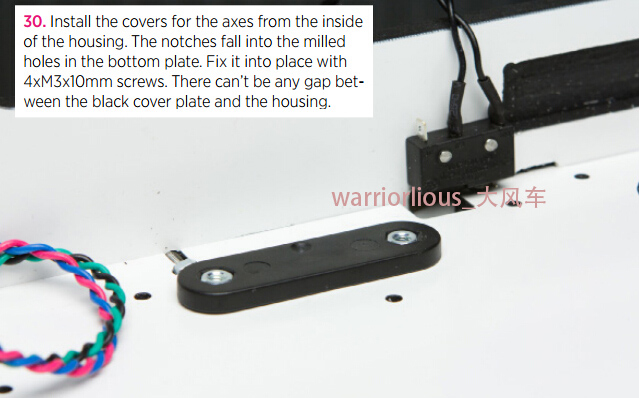 30. Install the covers for the axes from the inside
of the housing. The notches fall into the milled
holes in the bottom plate. Fix it into place with
4xM3x10mm screws. There can't be any gap bet-
ween the black cover plate and the housing.
warriorlious_大风车